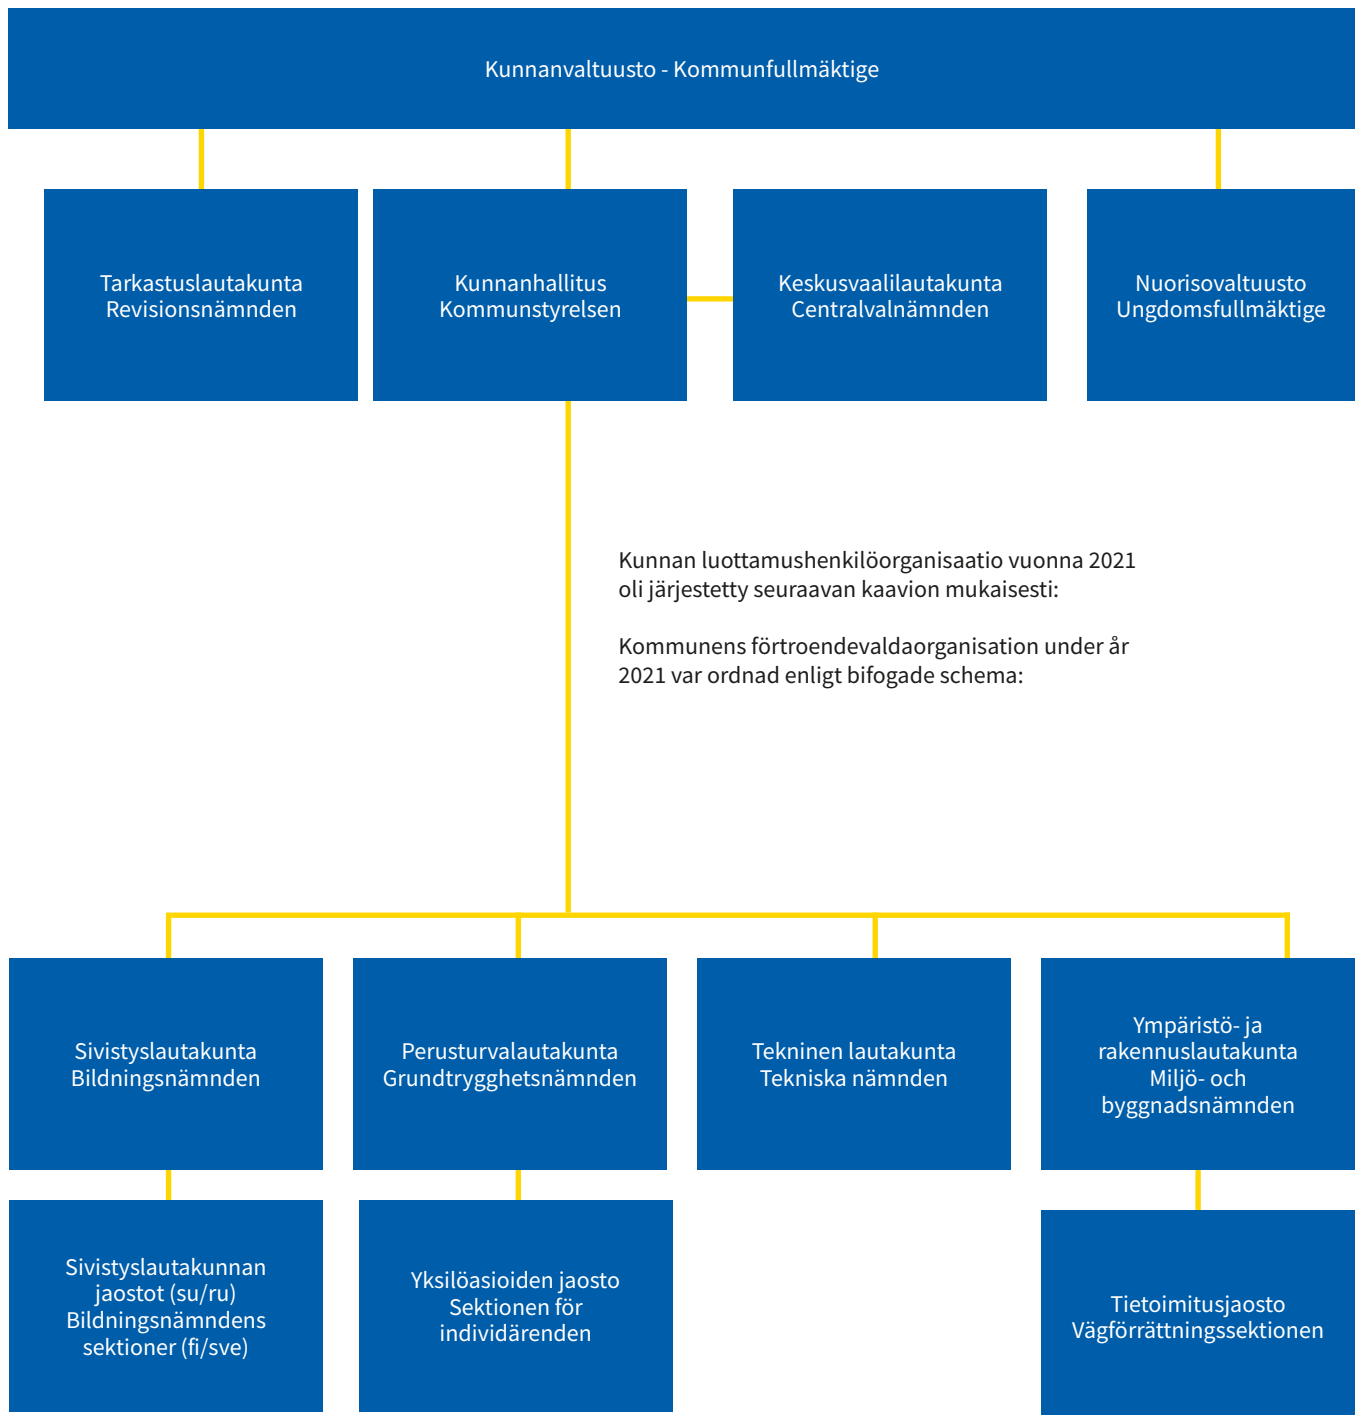 Kunnanvaltuusto - Kommunfullmäktige
Tarkastuslautakunta
Revisionsnämnden
Kunnanhallitus
Kommunstyrelsen
Keskusvaalilautakunta
Centralvalnämnden
Nuorisovaltuusto
Ungdomsfullmäktige
Kunnan luottamushenkilöorganisaatio vuonna 2021
oli järjestetty seuraavan kaavion mukaisesti:
Kommunens förtroendevaldaorganisation under år
2021 var ordnad enligt bifogade schema:
Sivistyslautakunta
Bildningsnämnden
Perusturvalautakunta
Grundtrygghetsnämnden
Tekninen lautakunta
Tekniska nämnden
Ympäristö- ja
rakennuslautakunta
Miljö- och
byggnadsnämnden
Sivistyslautakunnan
jaostot (su/ru)
Bildningsnämndens
sektioner (fi/sve)
Yksilöasioiden jaosto
Sektionen för
individärenden
Tietoimitusjaosto
Vägförrättningssektionen